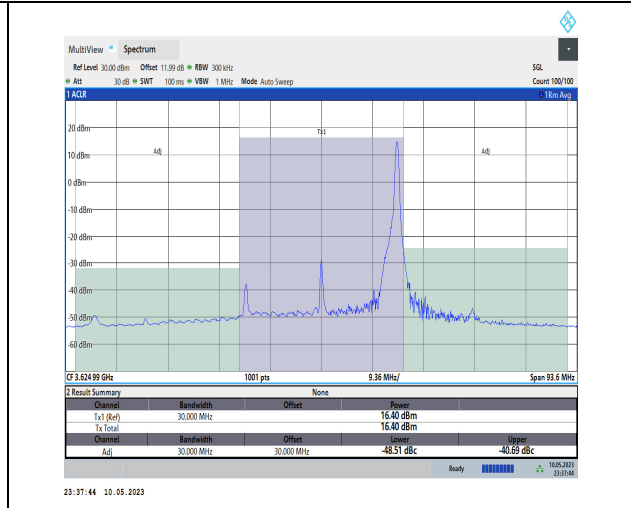 MultiView Spectrum
Ref Level 30.00 dBm Offset 11.99 dB RBW 300 kHz SGL
Att 30 dB SWT 100 ms VBW 1 MHz Mode Auto Sweep Count 100/100
1 ACLR 1Rm Avg
20 dBm
Tx1
10 dBm
Adj Adj
0 dBm
-10 dBm
-20 dBm
-30 dBm
-40 dBm
-50 dBm
-60 dBm
CF 3.624 99 GHz 1001 pts 9.36 MHz/ Span 93.6 MHz
2 Result Summary None
Channel Bandwidth Offset Power
Tx1 (Ref) 30.000 MHz 16.40 dBm
Tx Total 16.40 dBm
Channel Bandwidth Offset Lower Upper
Adj 30.000 MHz 30.000 MHz -48.51 dBc -40.69 dBc
Ready 10.05.2023
23:37:44
23:37:44 10.05.2023